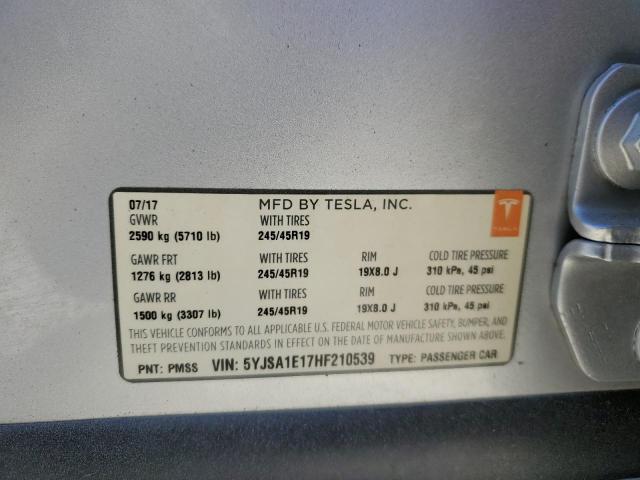 07/17 MFD BY TESLA, INC.
GVWR WITH TIRES
2590 kg (5710 lb) 245/45R19
TESLA
GAWR FRT WITH TIRES RIM COLD TIRE PRESSURE
1276 kg (2813 lb) 245/45R19 19X8.0 J 310 kPa, 45 psi
GAWR RR WITH TIRES RIM COLD TIRE PRESSURE
1500 kg (3307 lb) 245/45R19 19X8.0 J 310 kPa, 45 psi
THIS VEHICLE CONFORMS TO ALL APPLICABLE U.S. FEDERAL MOTOR VEHICLE SAFETY, BUMPER, AND
THEFT PREVENTION STANDARDS IN EFFECT ON THE DATE OF MANUFACTURE SHOWN ABOVE.
PNT: PMSS VIN: 5YJSA1E17HF210539 TYPE: PASSENGER CAR